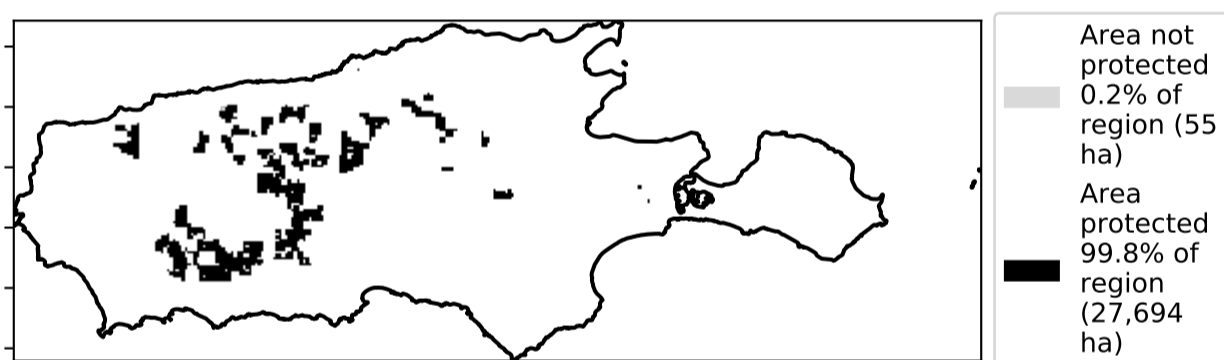 Area not
protected
0.2% of
region (55
ha)
Area
protected
99.8% of
region
(27,694
ha)